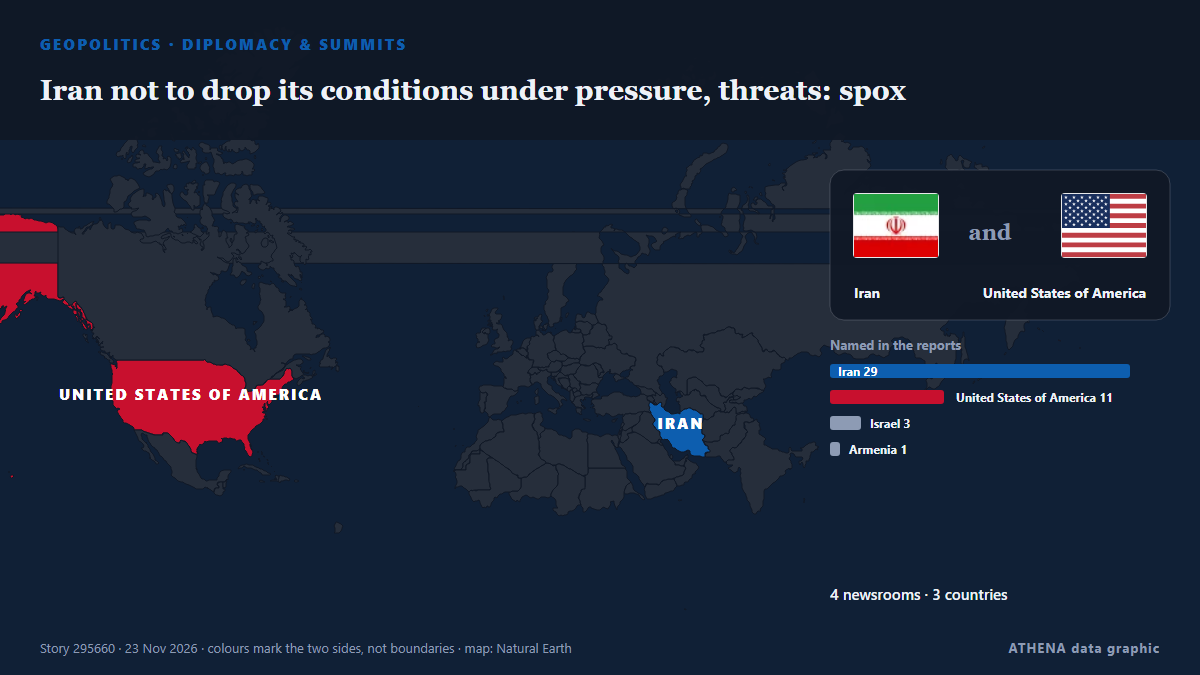 GEOPOLITICS · DIPLOMACY & SUMMITS
Iran not to drop its conditions under pressure, threats: spox
and
Iran
United States of America
UNITED STATES OF AMERICA
IRAN
Named in the reports
Iran 29
United States of America 11
Israel 3
Armenia 1
4 newsrooms · 3 countries
Story 295660 · 23 Nov 2026 · colours mark the two sides, not boundaries · map: Natural Earth
ATHENA data graphic